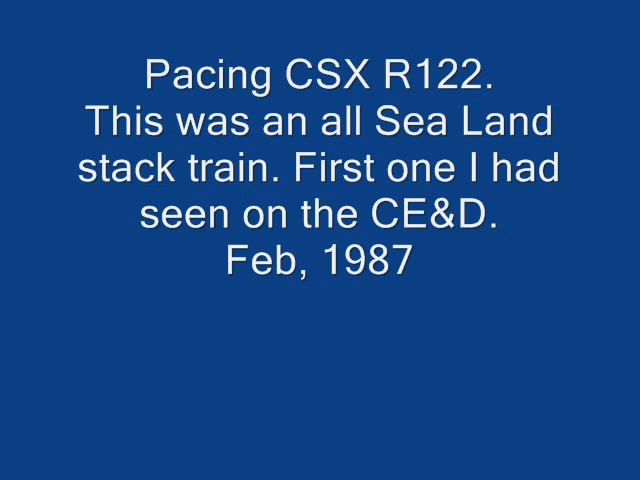 Pacing CSX R122.
This was an all Sea Land
stack train. First one I had
seen on the CE&D.
Feb, 1987